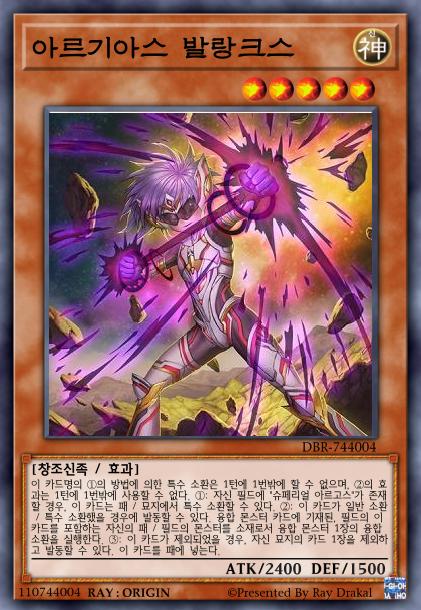 아르기아스 발랑크스
신
神
DBR-744004
[창조신족 / 효과]
이 카드명의 ①의 방법에 의한 특수 소환은 1턴에 1번밖에 할 수 없으며, ②의 효
과는 1턴에 1번밖에 사용할 수 없다. ①: 자신 필드에 "슈페리얼 아르고스"가 존재
할 경우, 이 카드는 패 / 묘지에서 특수 소환할 수 있다. ②: 이 카드가 일반 소환
/ 특수 소환했을 경우에 발동할 수 있다. 융합 몬스터 카드에 기재된, 필드의 이
카드를 포함하는 자신의 패 / 필드의 몬스터를 소재로서 융합 몬스터 1장의 융합
소환을 실행한다. ③: 이 카드가 제외되었을 경우, 자신 묘지의 카드 1장을 제외하
고 발동할 수 있다. 이 카드를 패에 넣는다.
ATK/2400 DEF/1500
110744004 RAY : ORIGIN ©Presented By Ray Drakal